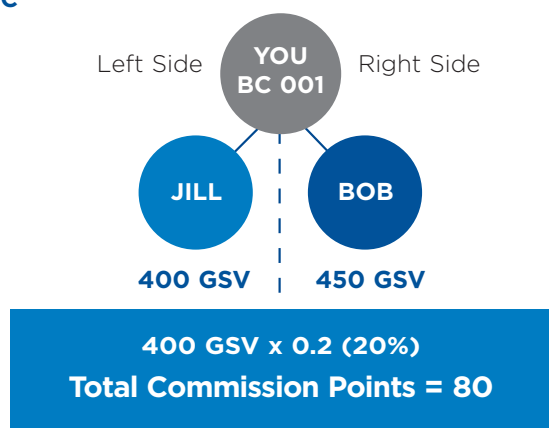 Left Side
YOU
BC 001
Right Side
JILL
BOB
400 GSV
450 GSV
400 GSV x 0.2 (20%)
Total Commission Points = 80